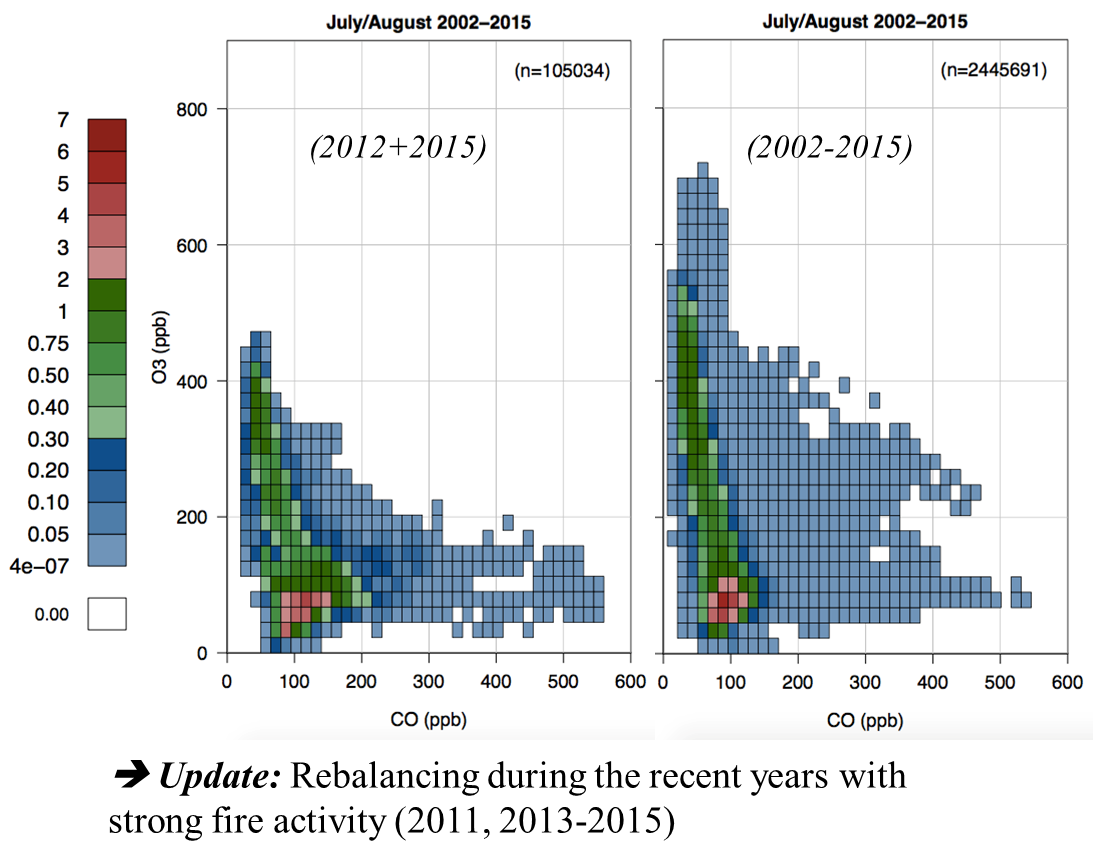 July/August 2002–2015
July/August 2002–2015
(n=105034)
(n=2445691)
(2012+2015)
(2002-2015)
7
6
5
4
3
2
1
0.75
0.50
0.40
0.30
0.20
0.10
0.05
4e−07
0.00
O3 (ppb)
800
600
400
200
0
0 100 200 300 400 500 600
0 100 200 300 400 500 600
CO (ppb)
CO (ppb)
➔ Update: Rebalancing during the recent years with
strong fire activity (2011, 2013-2015)